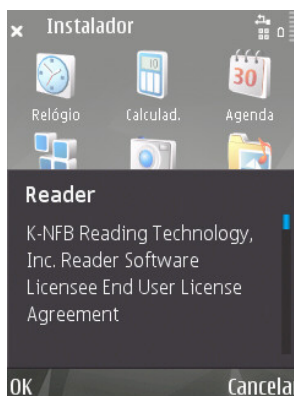 Instalador
30
Relógio Calculad. Agenda
Reader
K-NFB Reading Technology,
Inc. Reader Software
Licensee End User License
Agreement
OK Cancela